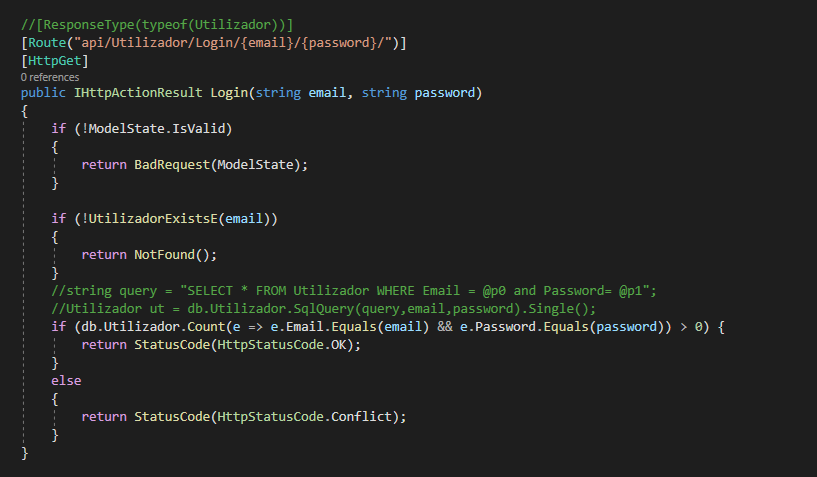 //[ResponseType(typeof(Utilizador))]
[Route("api/Utilizador/Login/{email}/{password}/")]
[HttpGet]
0 references
public IHttpActionResult Login(string email, string password)
{
    if (!ModelState.IsValid)
    {
        return BadRequest(ModelState);
    }

    if (!UtilizadorExistsE(email))
    {
        return NotFound();
    }
    //string query = "SELECT * FROM Utilizador WHERE Email = @p0 and Password= @p1";
    //Utilizador ut = db.Utilizador.SqlQuery(query,email,password).Single();
    if (db.Utilizador.Count(e => e.Email.Equals(email) && e.Password.Equals(password)) > 0) {
        return StatusCode(HttpStatusCode.OK);
    }
    else
    {
        return StatusCode(HttpStatusCode.Conflict);
    }
}